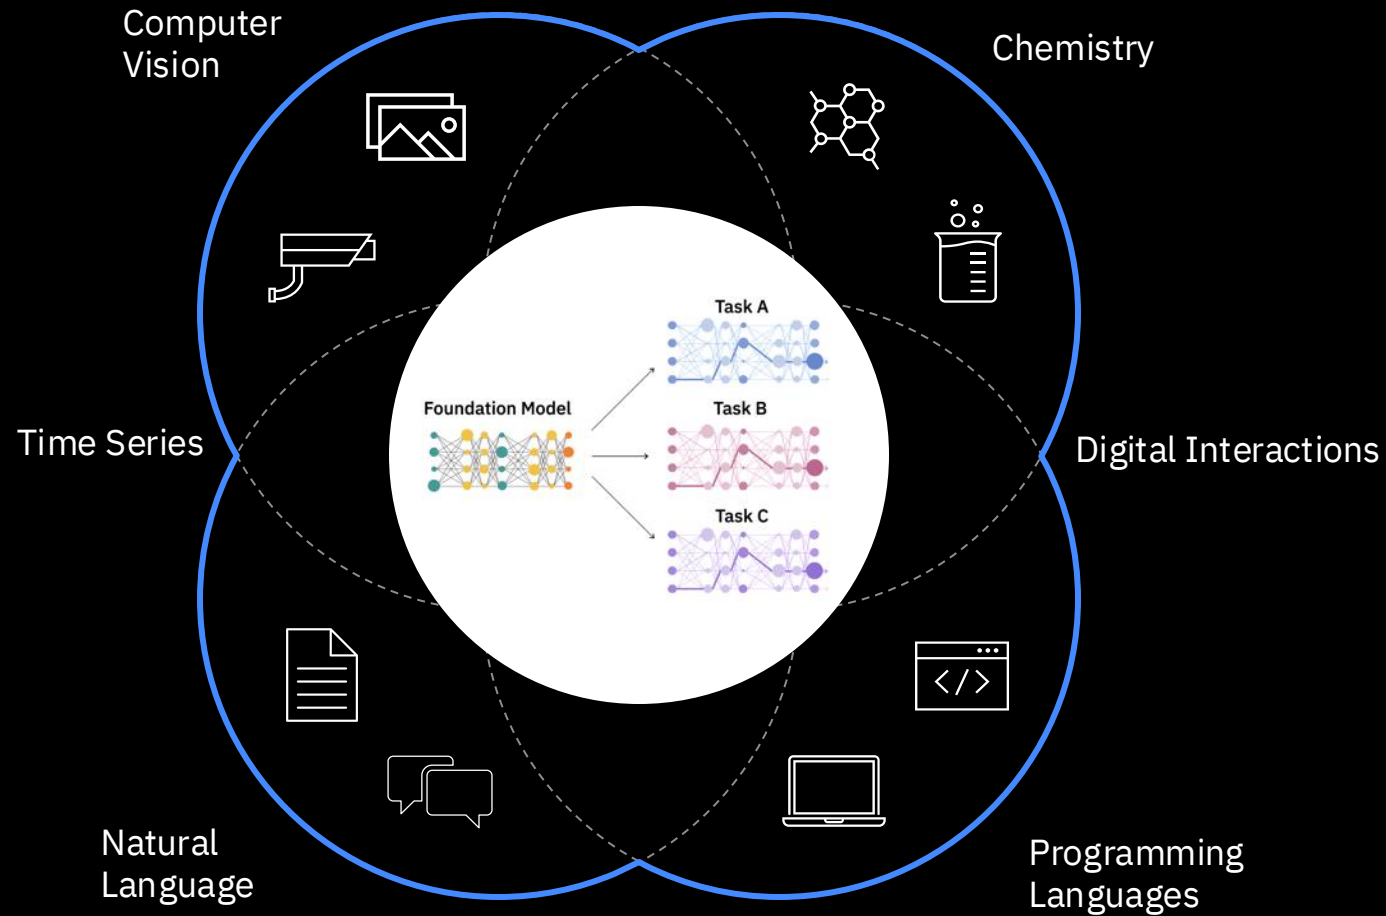 Computer
Vision
Chemistry
Task A
Foundation Model
Task B
Time Series
Digital Interactions
Task C
</>
Natural
Language
Programming
Languages